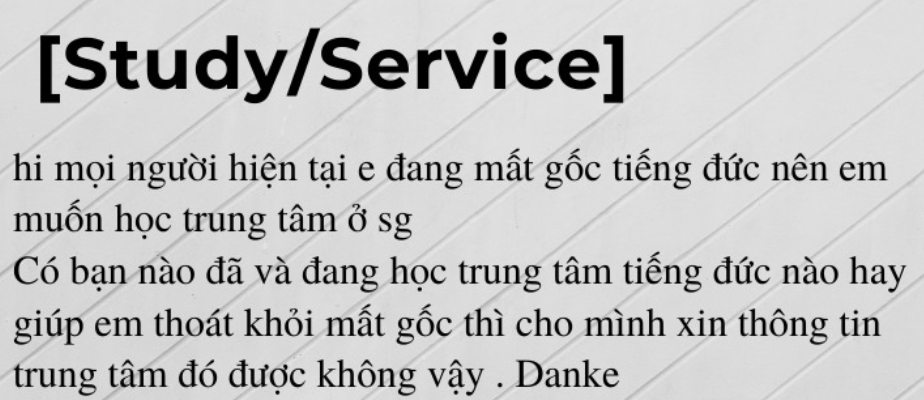 [Study/Service]
hi mọi người hiện tại e đang mất gốc tiếng đức nên em
muốn học trung tâm ở sg
Có bạn nào đã và đang học trung tâm tiếng đức nào hay
giúp em thoát khỏi mất gốc thì cho mình xin thông tin
trung tâm đó được không vậy . Danke